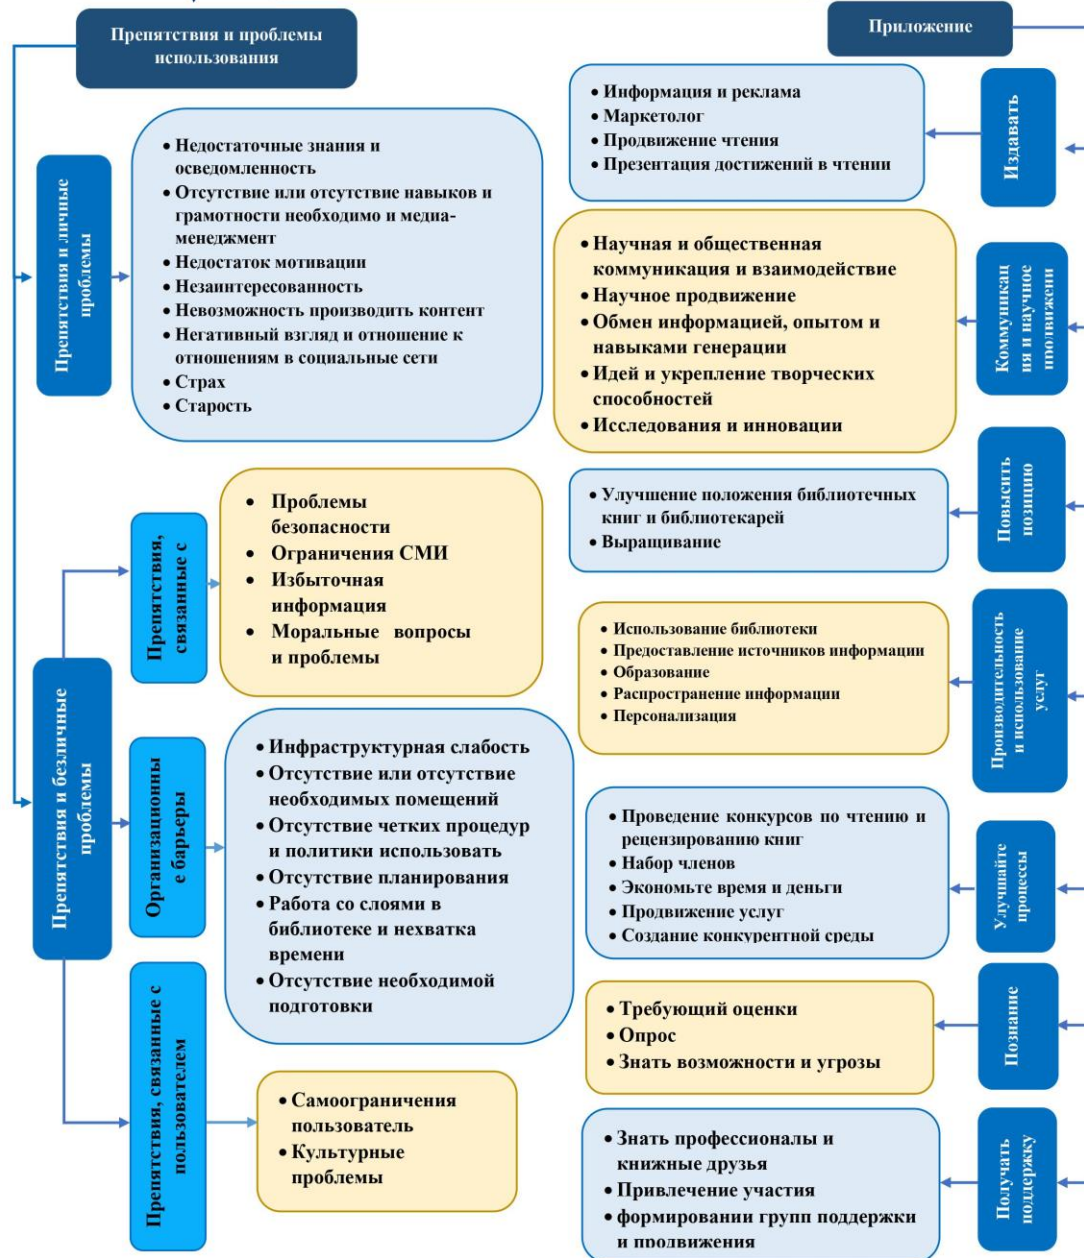 Препятствия и проблемы
использования
Препятствия и личные
проблемы
• Недостаточные знания и
осведомленность
• Отсутствие или отсутствие навыков и
грамотности необходимо и медиа-
менеджмент
• Недостаток мотивации
• Незаинтересованность
• Невозможность производить контент
• Негативный взгляд и отношение к
отношениям в социальные сети
• Страх
• Старость
Препятствия и безличные
проблемы
Препятствия,
связанные с
• Проблемы
безопасности
• Ограничения СМИ
• Избыточная
информация
• Моральные вопросы
и проблемы
Организационны
е барьеры
• Инфраструктурная слабость
• Отсутствие или отсутствие
необходимых помещений
• Отсутствие четких процедур
и политики использовать
• Отсутствие планирования
• Работа со слоями в
библиотеке и нехватка
времени
• Отсутствие необходимой
подготовки
Препятствия, связанные с
пользователем
• Самоограничения
пользователь
• Культурные
проблемы
Приложение
Издавать
• Информация и реклама
• Маркетолог
• Продвижение чтения
• Презентация достижений в чтении
Коммуникац
ия и научное
продвижени
• Научная и общественная
коммуникация и взаимодействие
• Научное продвижение
• Обмен информацией, опытом и
навыками генерации
• Идей и укрепление творческих
способностей
• Исследования и инновации
Повысить
позицию
• Улучшение положения библиотечных
книг и библиотекарей
• Выращивание
Производительность
и использование
услуг
• Использование библиотеки
• Предоставление источников информации
• Образование
• Распространение информации
• Персонализация
Улучшайте
процессы
• Проведение конкурсов по чтению и
рецензированию книг
• Набор членов
• Экономьте время и деньги
• Продвижение услуг
• Создание конкурентной среды
Познание
• Требующий оценки
• Опрос
• Знать возможности и угрозы
Получать
поддержку
• Знать профессионалы и
книжные друзья
• Привлечение участия
• формировании групп поддержки
и продвижения